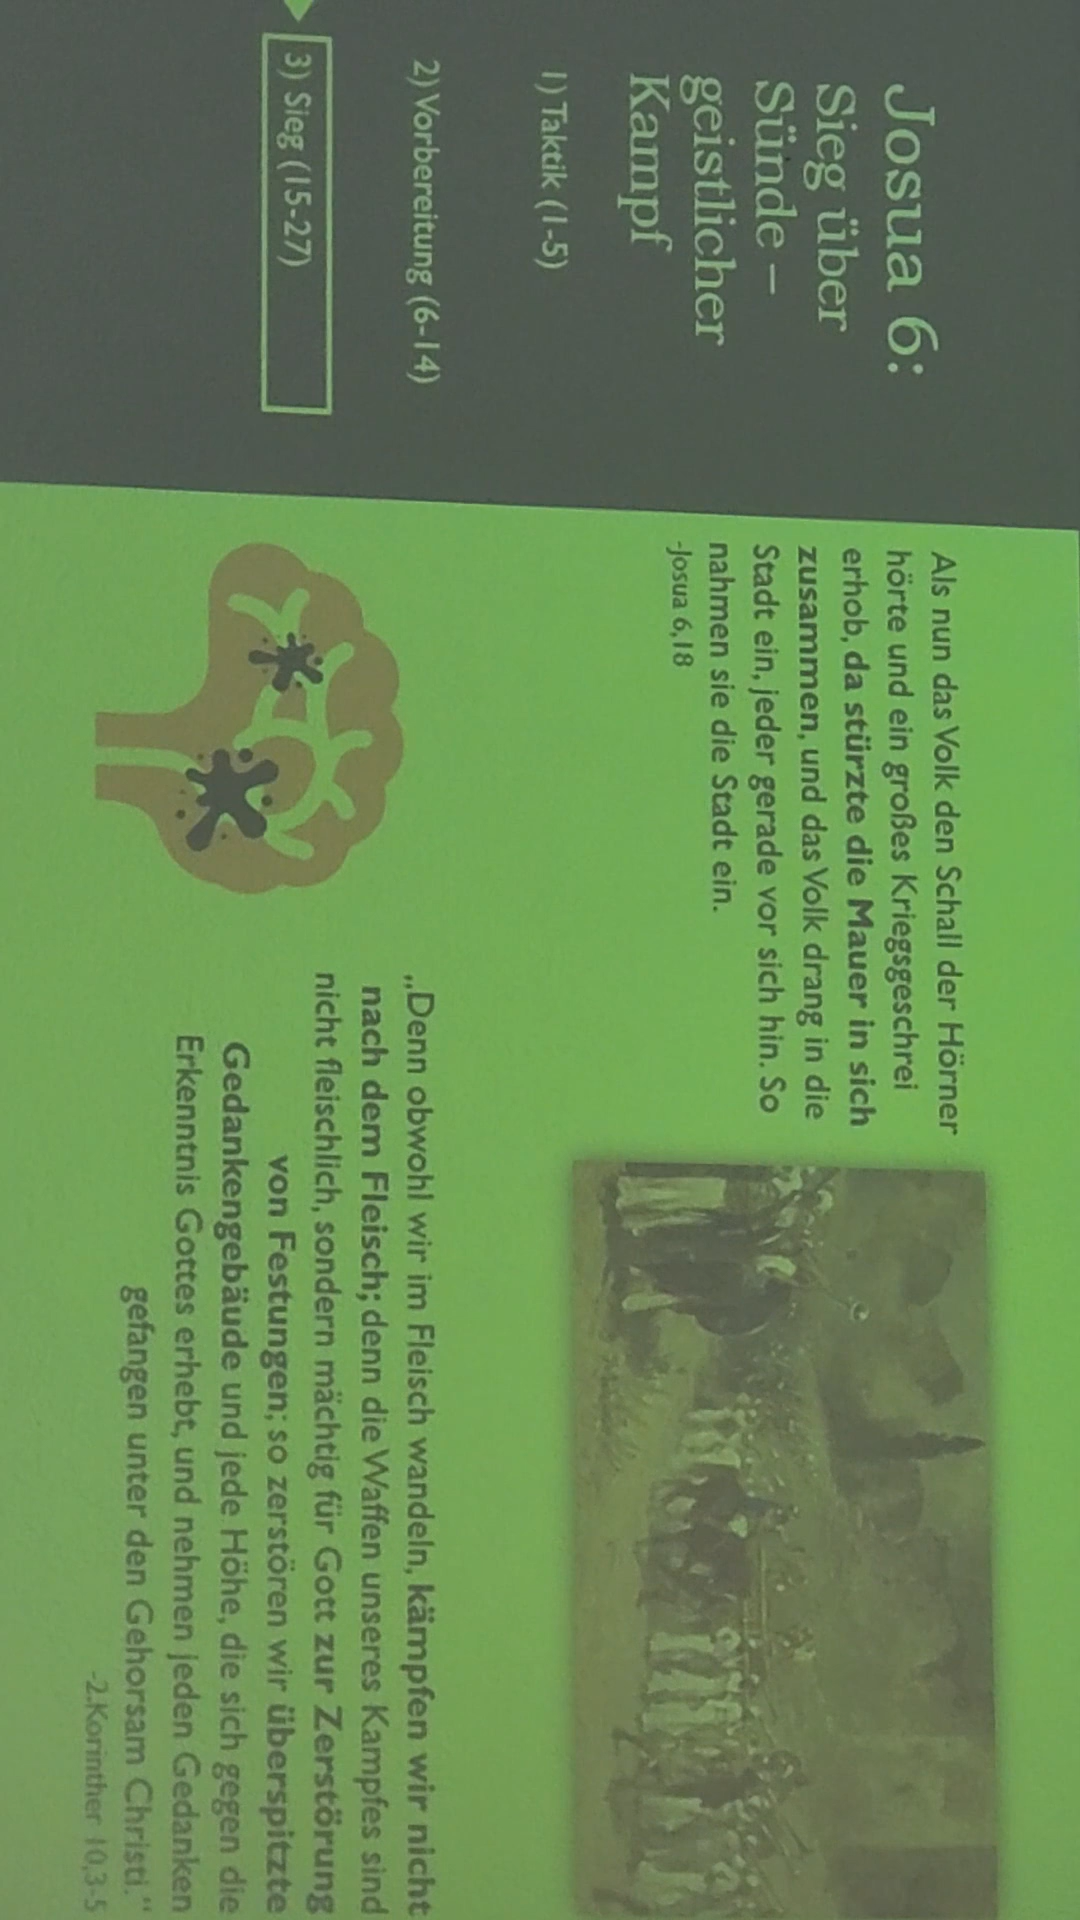 Josua 6:
Sieg über
Sünde –
geistlicher
Kampf
1) Taktik (1-5)
2) Vorbereitung (6-14)
3) Sieg (15-27)
Als nun das Volk den Schall der Hörner
hörte und ein großes Kriegsgeschrei
erhob, da stürzte die Mauer in sich
zusammen, und das Volk drang in die
Stadt ein, jeder gerade vor sich hin. So
nahmen sie die Stadt ein.
-Josua 6,18
„Denn obwohl wir im Fleisch wandeln, kämpfen wir nicht
nach dem Fleisch; denn die Waffen unseres Kampfes sind
nicht fleischlich, sondern mächtig für Gott zur Zerstörung
von Festungen; so zerstören wir überspitzte
Gedankengebäude und jede Höhe, die sich gegen die
Erkenntnis Gottes erhebt, und nehmen jeden Gedanken
gefangen unter den Gehorsam Christi.“
-2.Korinther 10,3-5